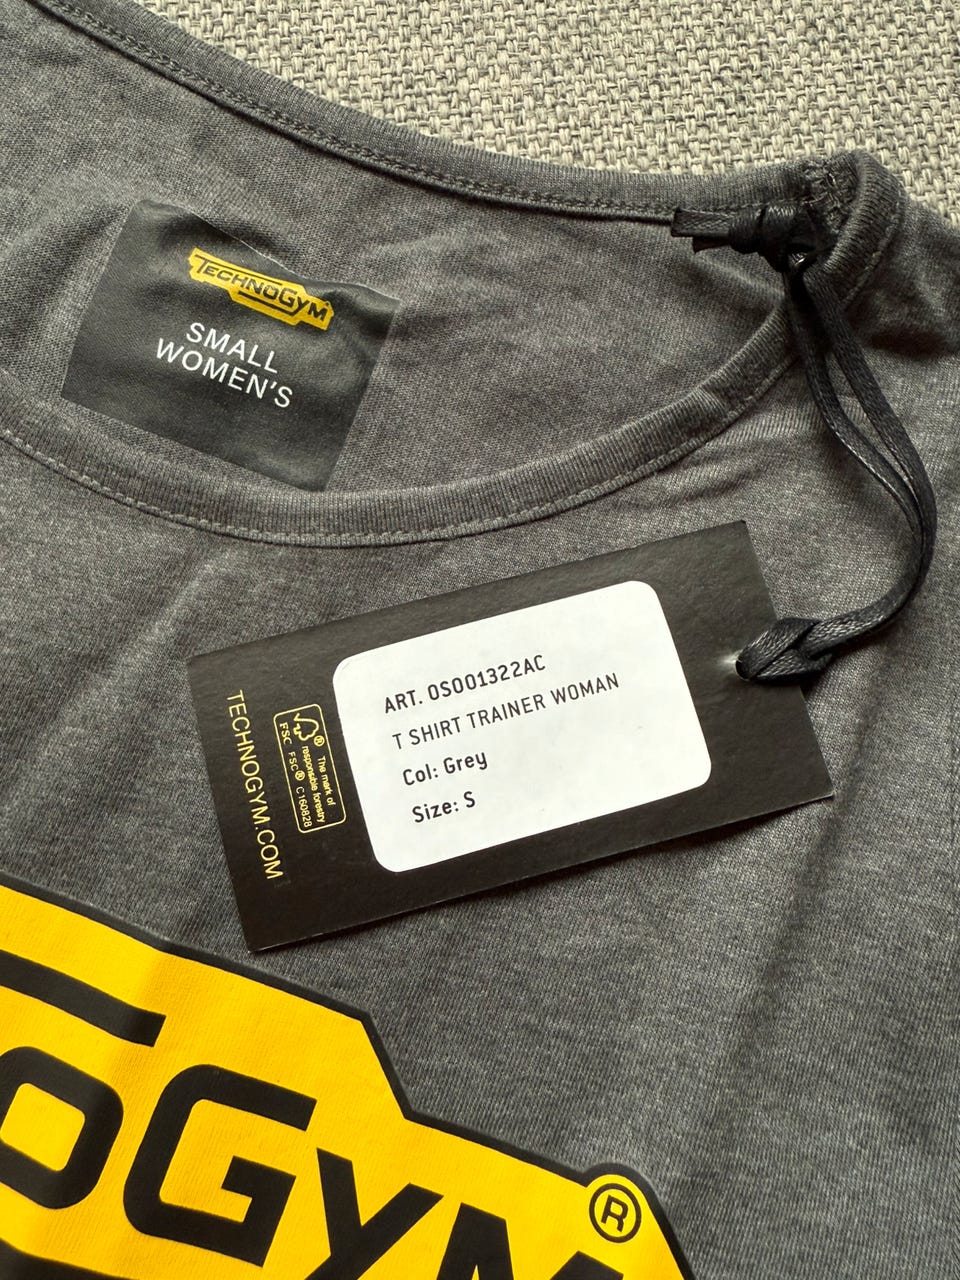 TECHNOGYM
SMALL
WOMEN'S
ART. 0S001322AC
T SHIRT TRAINER WOMAN
Col: Grey
Size: S
TECHNOGYM.COM
®
The mark of
responsible forestry
FSC FSC® C160828
OGYM
®